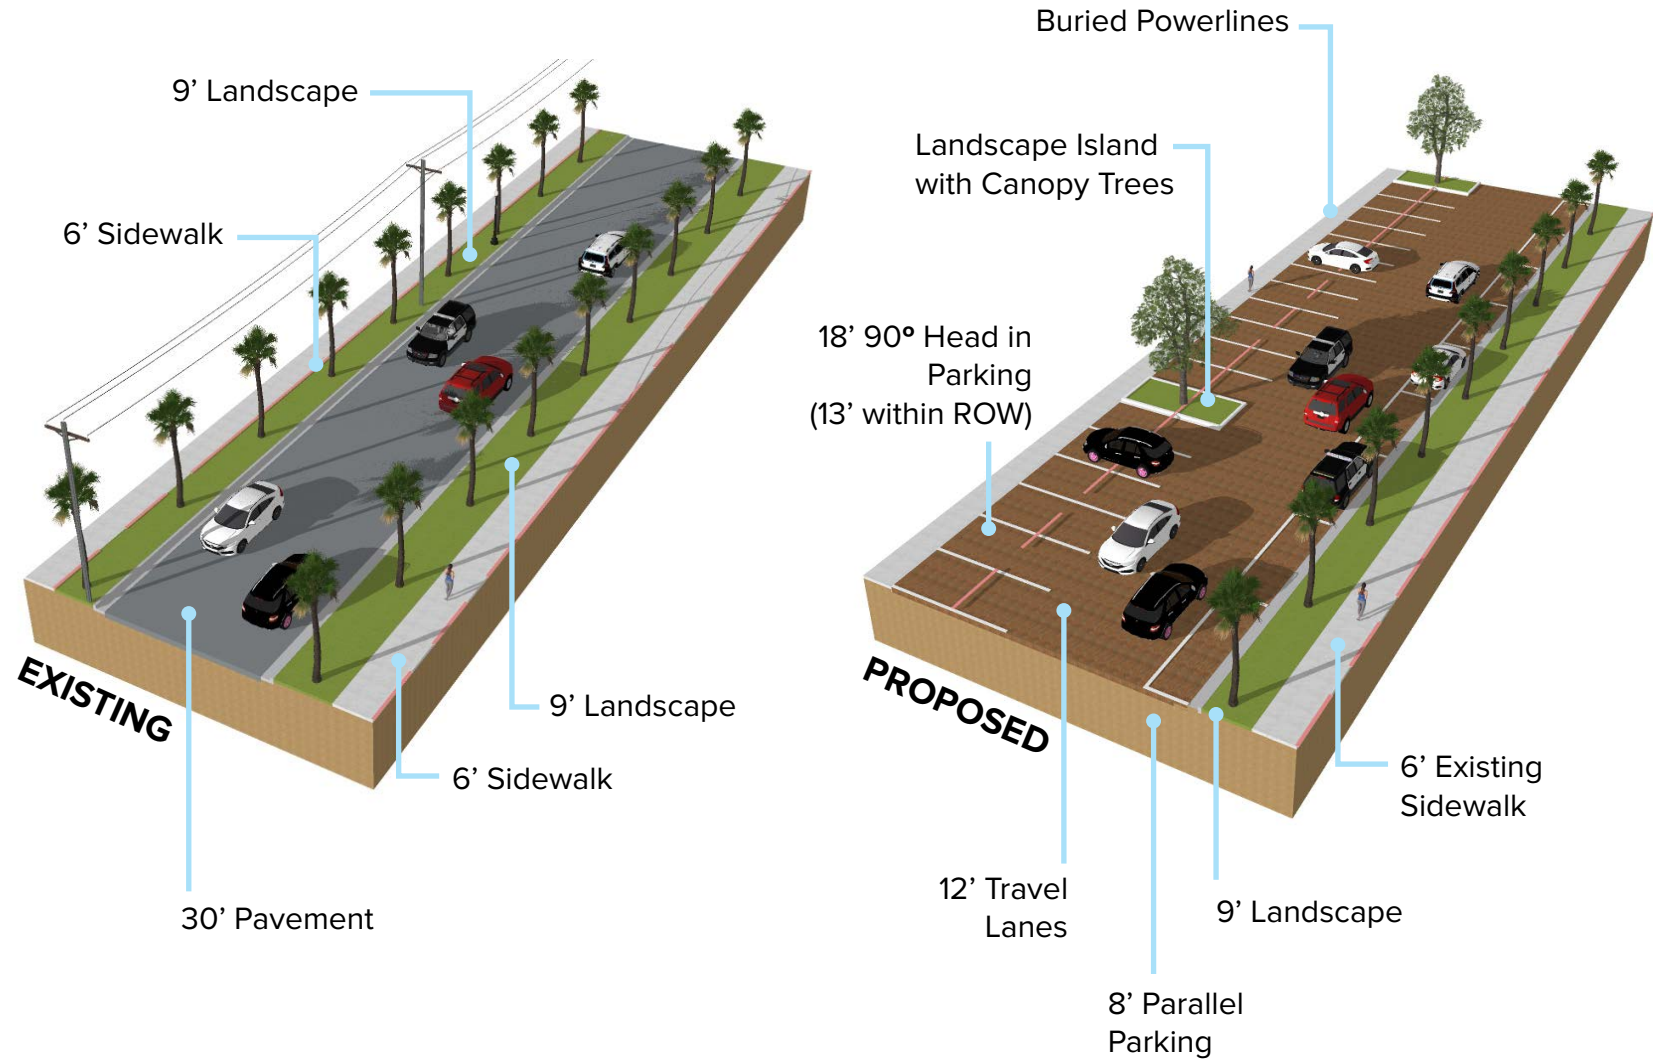 9’ Landscape
6’ Sidewalk
EXISTING
9’ Landscape
6’ Sidewalk
30’ Pavement
Buried Powerlines
Landscape Island
with Canopy Trees
18’ 90° Head in
Parking
(13’ within ROW)
PROPOSED
6’ Existing
Sidewalk
12’ Travel
Lanes
9’ Landscape
8’ Parallel
Parking